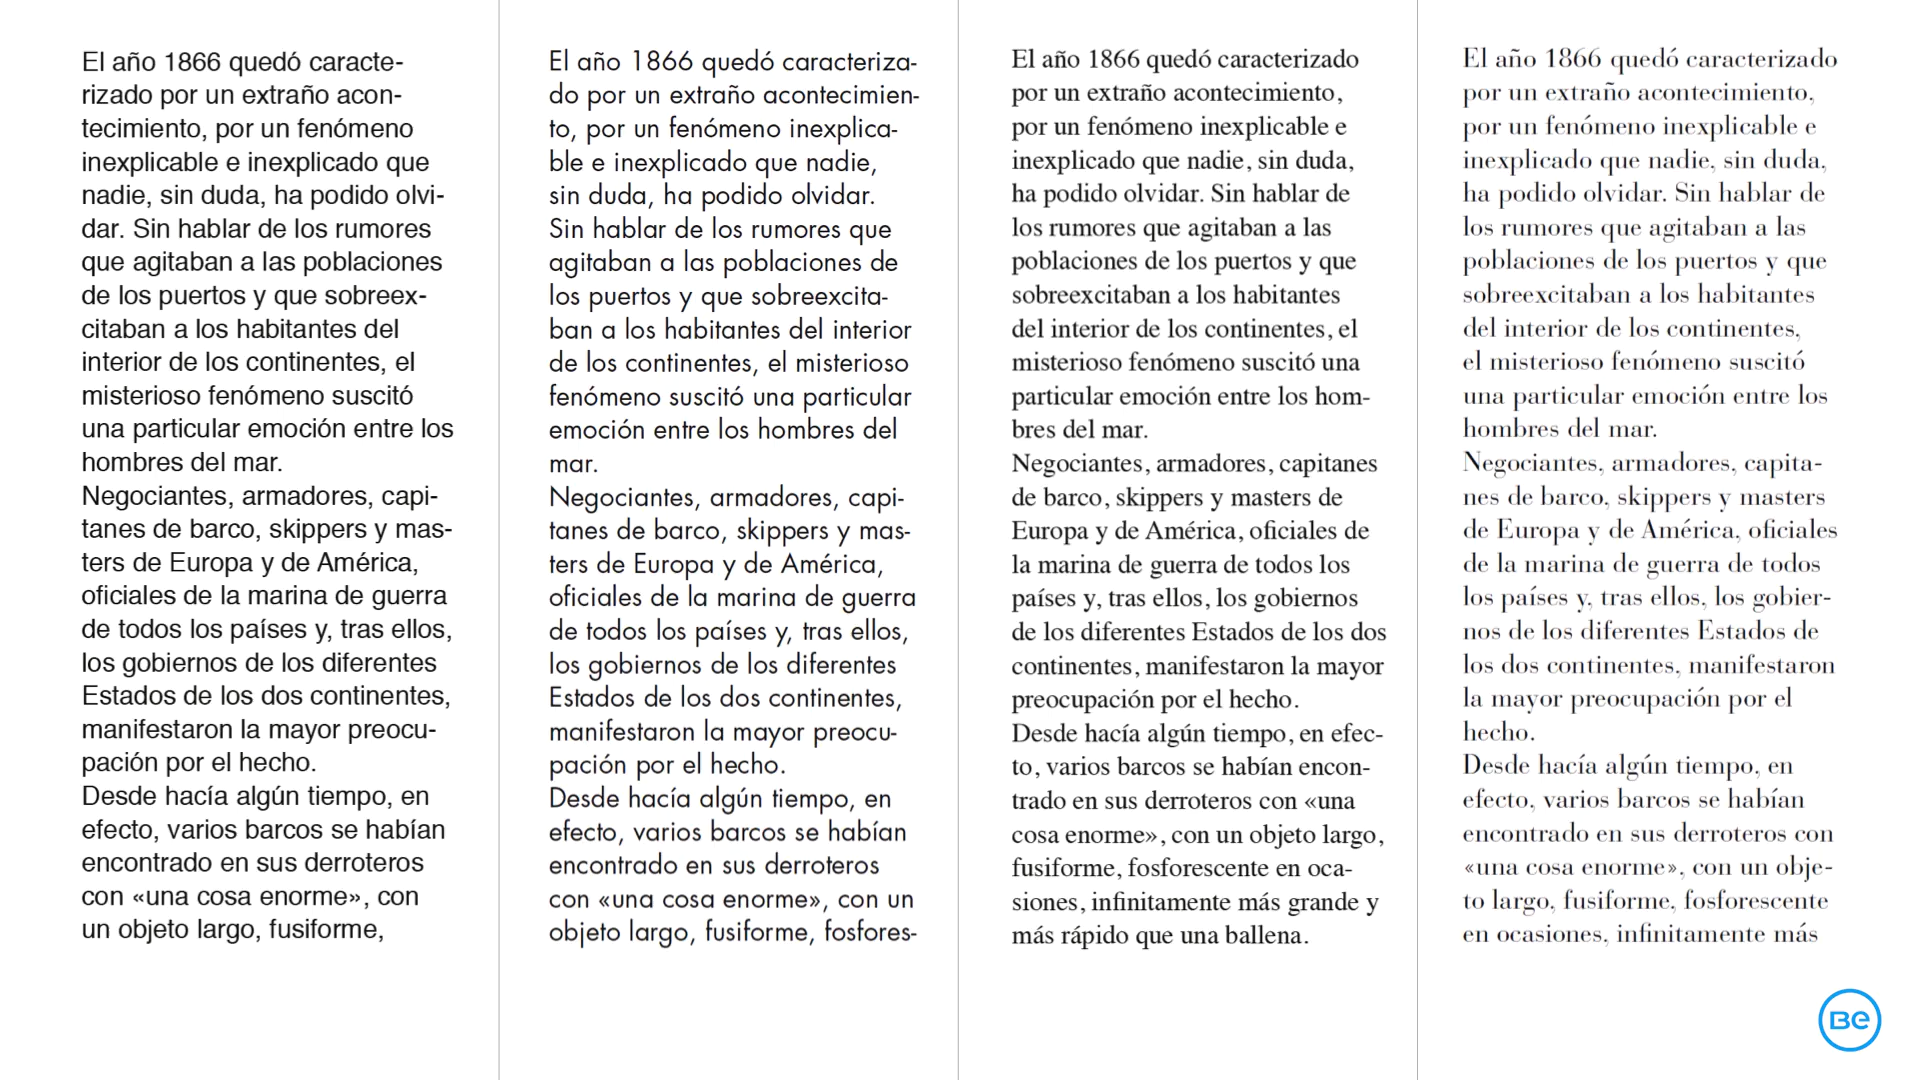 El año 1866 quedó caracte-
rizado por un extraño acon-
tecimiento, por un fenómeno
inexplicable e inexplicado que
nadie, sin duda, ha podido olvi-
dar. Sin hablar de los rumores
que agitaban a las poblaciones
de los puertos y que sobreex-
citaban a los habitantes del
interior de los continentes, el
misterioso fenómeno suscitó
una particular emoción entre los
hombres del mar.
Negociantes, armadores, capi-
tanes de barco, skippers y mas-
ters de Europa y de América,
oficiales de la marina de guerra
de todos los países y, tras ellos,
los gobiernos de los diferentes
Estados de los dos continentes,
manifestaron la mayor preocu-
pación por el hecho.
Desde hacía algún tiempo, en
efecto, varios barcos se habían
encontrado en sus derroteros
con «una cosa enorme», con
un objeto largo, fusiforme,
El año 1866 quedó caracteriza-
do por un extraño acontecimien-
to, por un fenómeno inexplica-
ble e inexplicado que nadie,
sin duda, ha podido olvidar.
Sin hablar de los rumores que
agitaban a las poblaciones de
los puertos y que sobreexcita-
ban a los habitantes del interior
de los continentes, el misterioso
fenómeno suscitó una particular
emoción entre los hombres del
mar.
Negociantes, armadores, capi-
tanes de barco, skippers y mas-
ters de Europa y de América,
oficiales de la marina de guerra
de todos los países y, tras ellos,
los gobiernos de los diferentes
Estados de los dos continentes,
manifestaron la mayor preocu-
pación por el hecho.
Desde hacía algún tiempo, en
efecto, varios barcos se habían
encontrado en sus derroteros
con «una cosa enorme», con un
objeto largo, fusiforme, fosfores-
El año 1866 quedó caracterizado
por un extraño acontecimiento,
por un fenómeno inexplicable e
inexplicado que nadie, sin duda,
ha podido olvidar. Sin hablar de
los rumores que agitaban a las
poblaciones de los puertos y que
sobreexcitaban a los habitantes
del interior de los continentes, el
misterioso fenómeno suscitó una
particular emoción entre los hom-
bres del mar.
Negociantes, armadores, capitanes
de barco, skippers y masters de
Europa y de América, oficiales de
la marina de guerra de todos los
países y, tras ellos, los gobiernos
de los diferentes Estados de los dos
continentes, manifestaron la mayor
preocupación por el hecho.
Desde hacía algún tiempo, en efec-
to, varios barcos se habían encon-
trado en sus derroteros con «una
cosa enorme», con un objeto largo,
fusiforme, fosforescente en oca-
siones, infinitamente más grande y
más rápido que una ballena.
El año 1866 quedó caracterizado
por un extraño acontecimiento,
por un fenómeno inexplicable e
inexplicado que nadie, sin duda,
ha podido olvidar. Sin hablar de
los rumores que agitaban a las
poblaciones de los puertos y que
sobreexcitaban a los habitantes
del interior de los continentes,
el misterioso fenómeno suscitó
una particular emoción entre los
hombres del mar.
Negociantes, armadores, capita-
nes de barco, skippers y masters
de Europa y de América, oficiales
de la marina de guerra de todos
los países y, tras ellos, los gobier-
nos de los diferentes Estados de
los dos continentes, manifestaron
la mayor preocupación por el
hecho.
Desde hacía algún tiempo, en
efecto, varios barcos se habían
encontrado en sus derroteros con
«una cosa enorme», con un obje-
to largo, fusiforme, fosforescente
en ocasiones, infinitamente más
Be